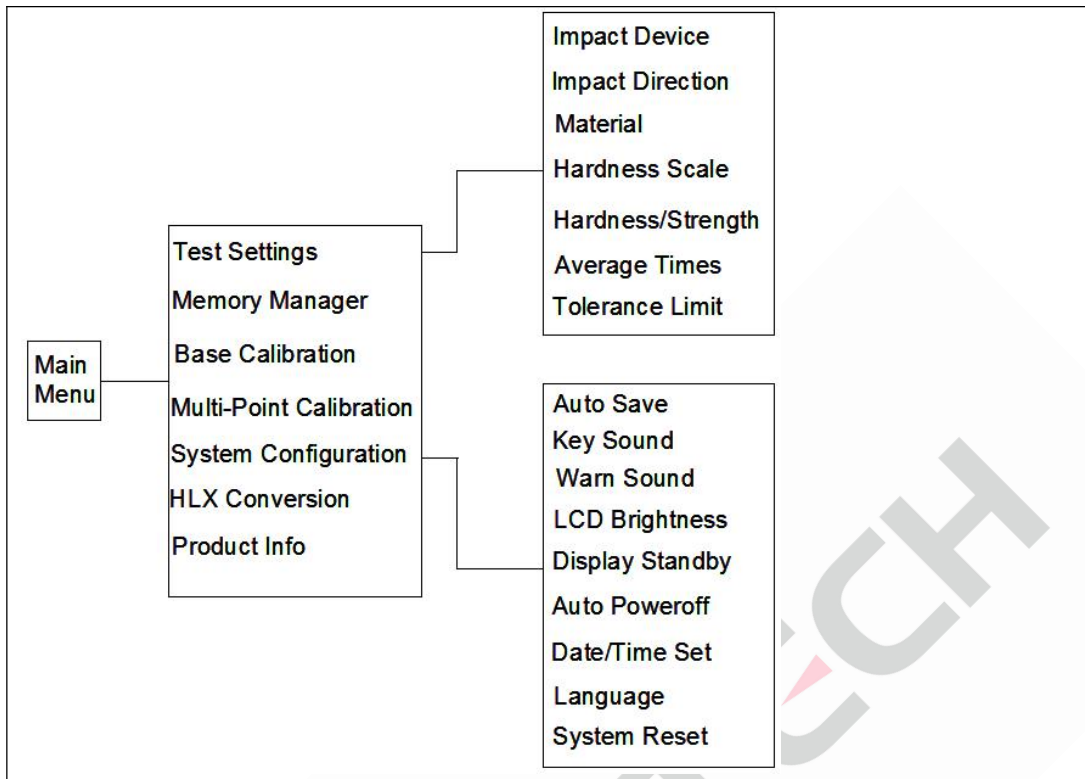 Main
Menu
Test Settings
Memory Manager
Base Calibration
Multi-Point Calibration
System Configuration
HLX Conversion
Product Info
Impact Device
Impact Direction
Material
Hardness Scale
Hardness/Strength
Average Times
Tolerance Limit
Auto Save
Key Sound
Warn Sound
LCD Brightness
Display Standby
Auto Poweroff
Date/Time Set
Language
System Reset